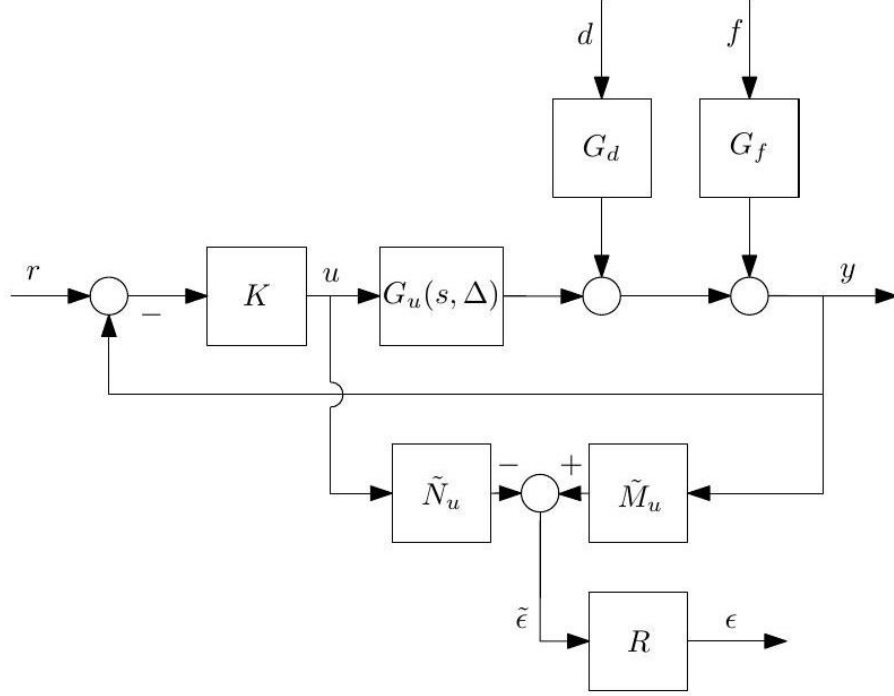 d f
G_d G_f
r K u G_u(s, Δ) y
−
− +
Ñ_u M̃_u
ϵ̃ R ϵ